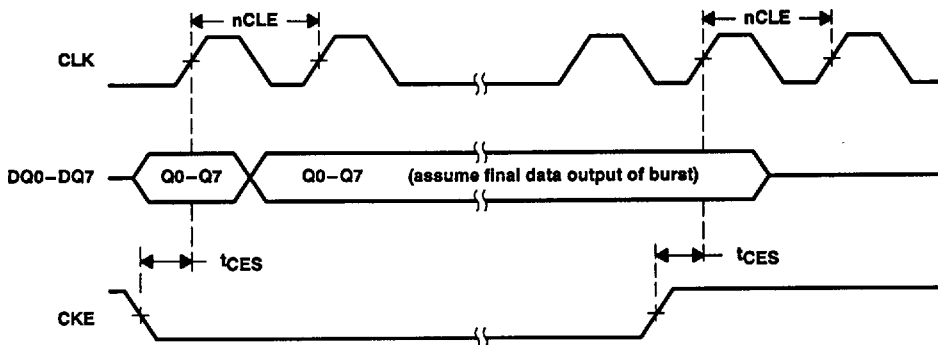 nCLE
nCLE
CLK
DQ0–DQ7
Q0–Q7
Q0–Q7
(assume final data output of burst)
tCES
tCES
CKE